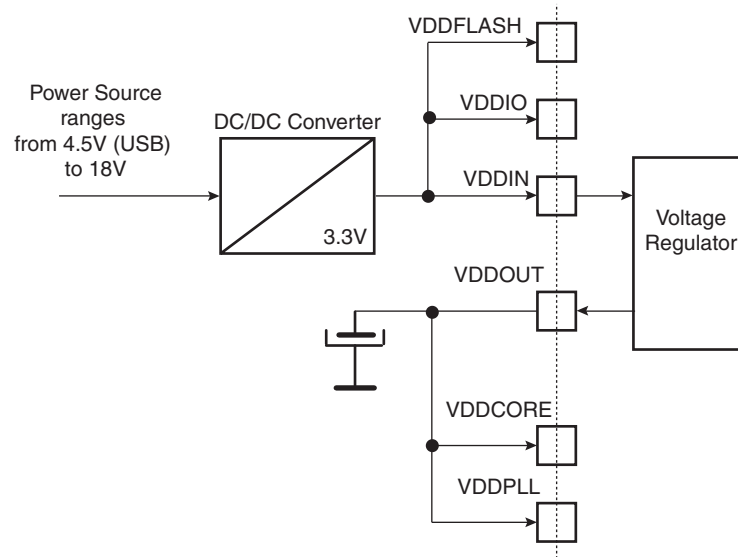 VDDFLASH
Power Source
ranges
from 4.5V (USB)
to 18V
DC/DC Converter
VDDIO
VDDIN
3.3V
Voltage
Regulator
VDDOUT
VDDCORE
VDDPLL